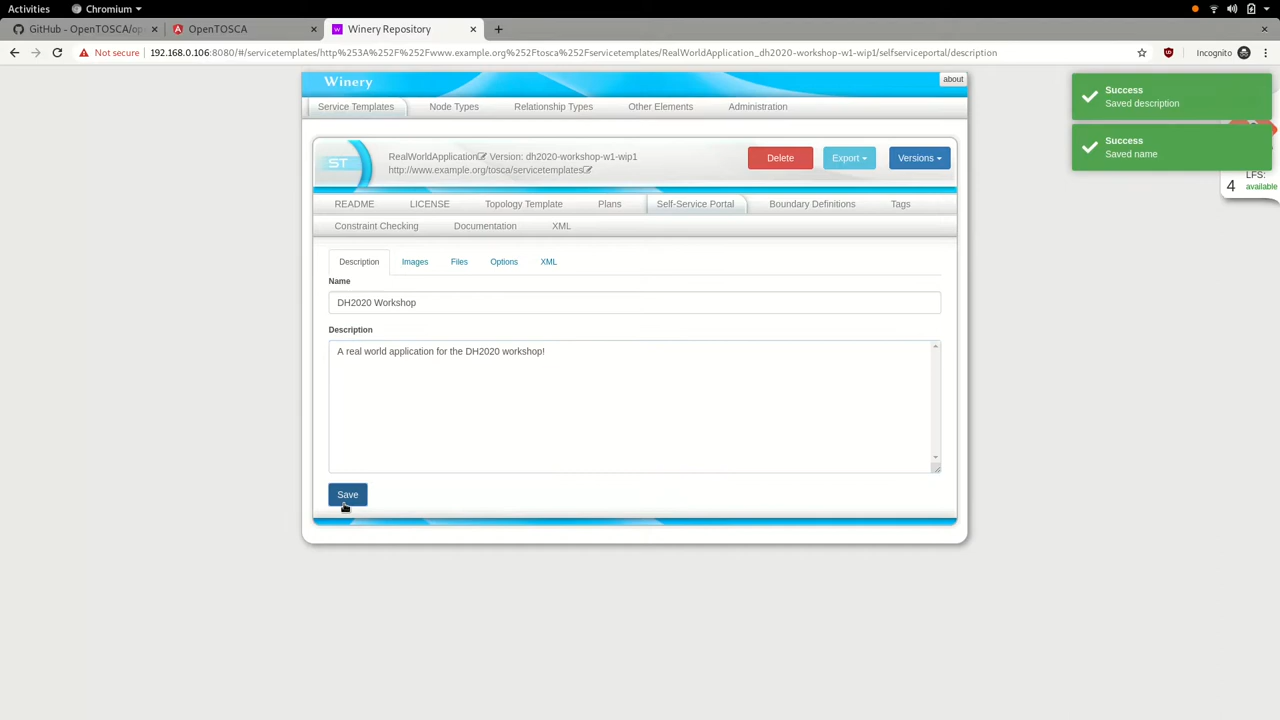 Activities
Chromium
GitHub - OpenTOSCA/op
OpenTOSCA
Winery Repository
Not secure
192.168.0.106:8080/#/servicetemplates/http%253A%252F%252Fwww.example.org%252Ftosca%252Fservicetemplates/RealWorldApplication_dh2020-workshop-w1-wip1/selfserviceportal/description
Incognito
Winery
about
Service Templates
Node Types
Relationship Types
Other Elements
Administration
Success
Saved description
Success
Saved name
LFS:
4
available
ST
RealWorldApplication Version: dh2020-workshop-w1-wip1
http://www.example.org/tosca/servicetemplates
Delete
Export
Versions
README
LICENSE
Topology Template
Plans
Self-Service Portal
Boundary Definitions
Tags
Constraint Checking
Documentation
XML
Description
Images
Files
Options
XML
Name
DH2020 Workshop
Description
A real world application for the DH2020 workshop!
Save